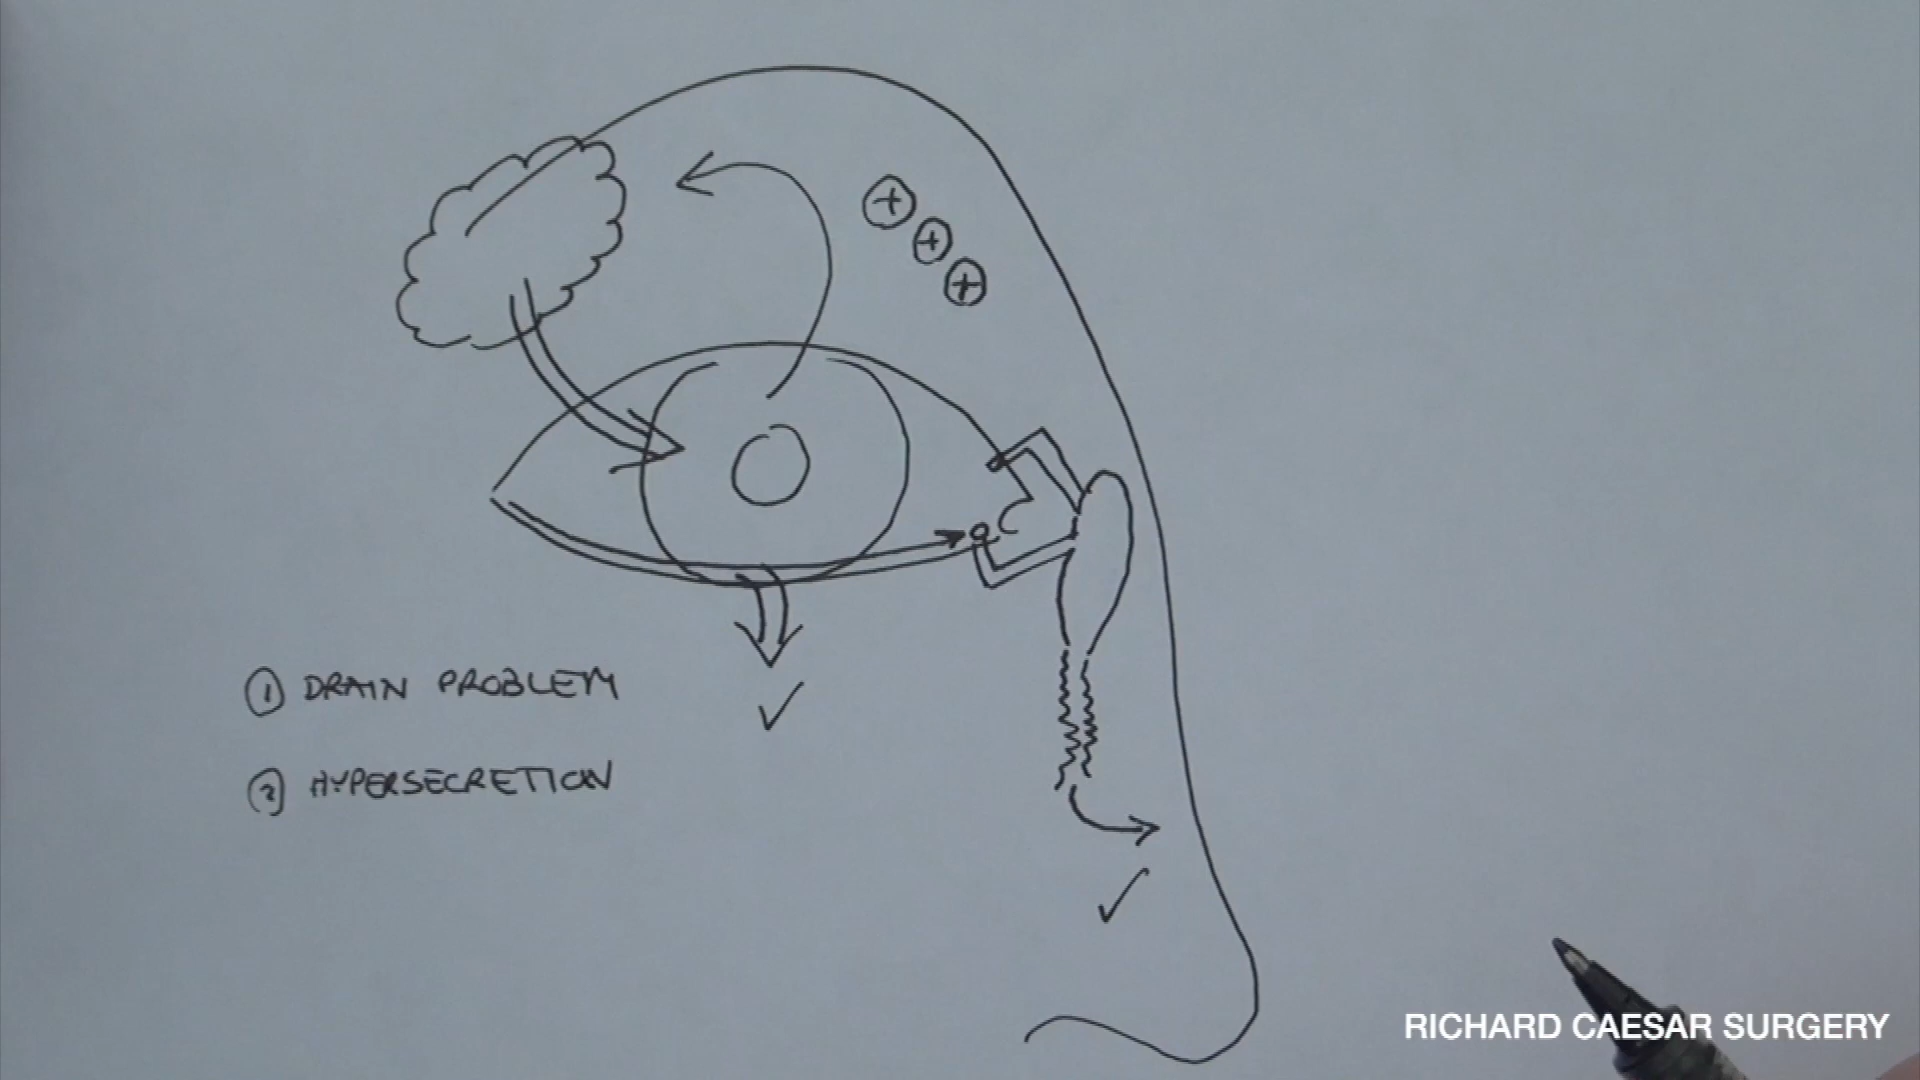 ① DRAIN PROBLEM
② HYPERSECRETION
RICHARD CAESAR SURGERY